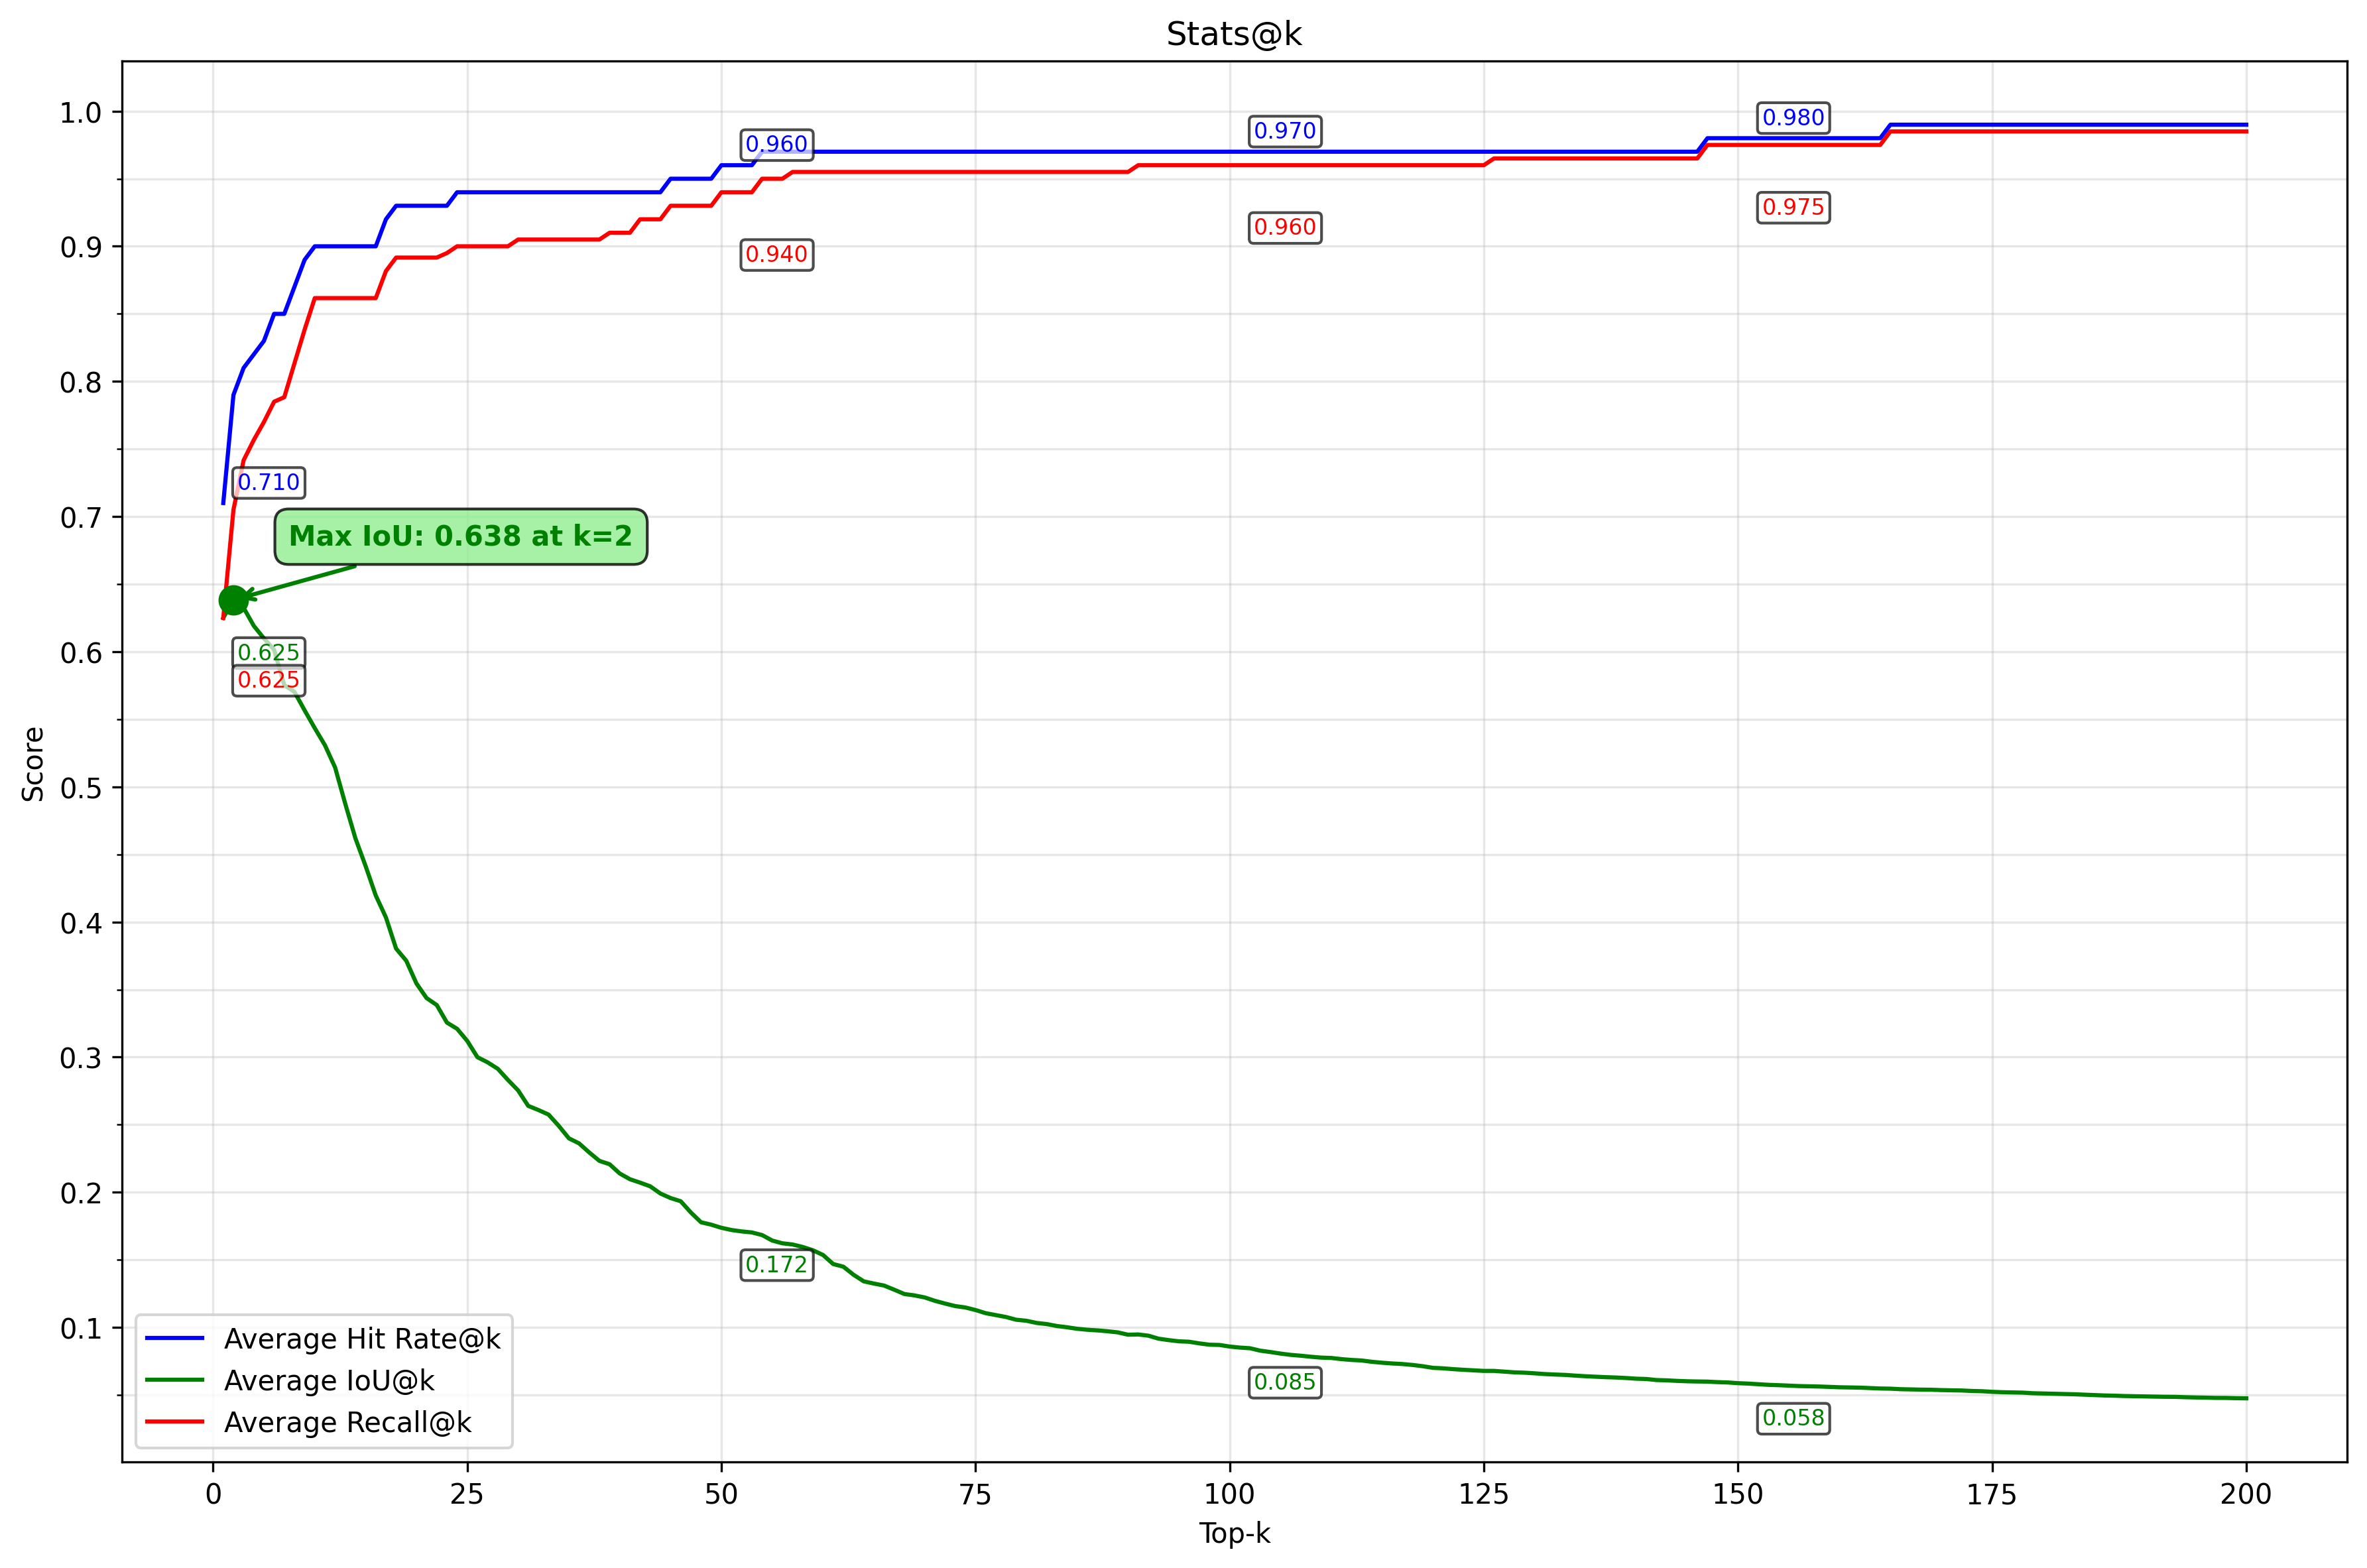 Stats@k
Score
1.0
0.9
0.8
0.7
0.6
0.5
0.4
0.3
0.2
0.1
0.960
0.970
0.980
0.940
0.960
0.975
0.710
Max IoU: 0.638 at k=2
0.625
0.625
0.172
0.085
0.058
Average Hit Rate@k
Average IoU@k
Average Recall@k
0 25 50 75 100 125 150 175 200
Top-k